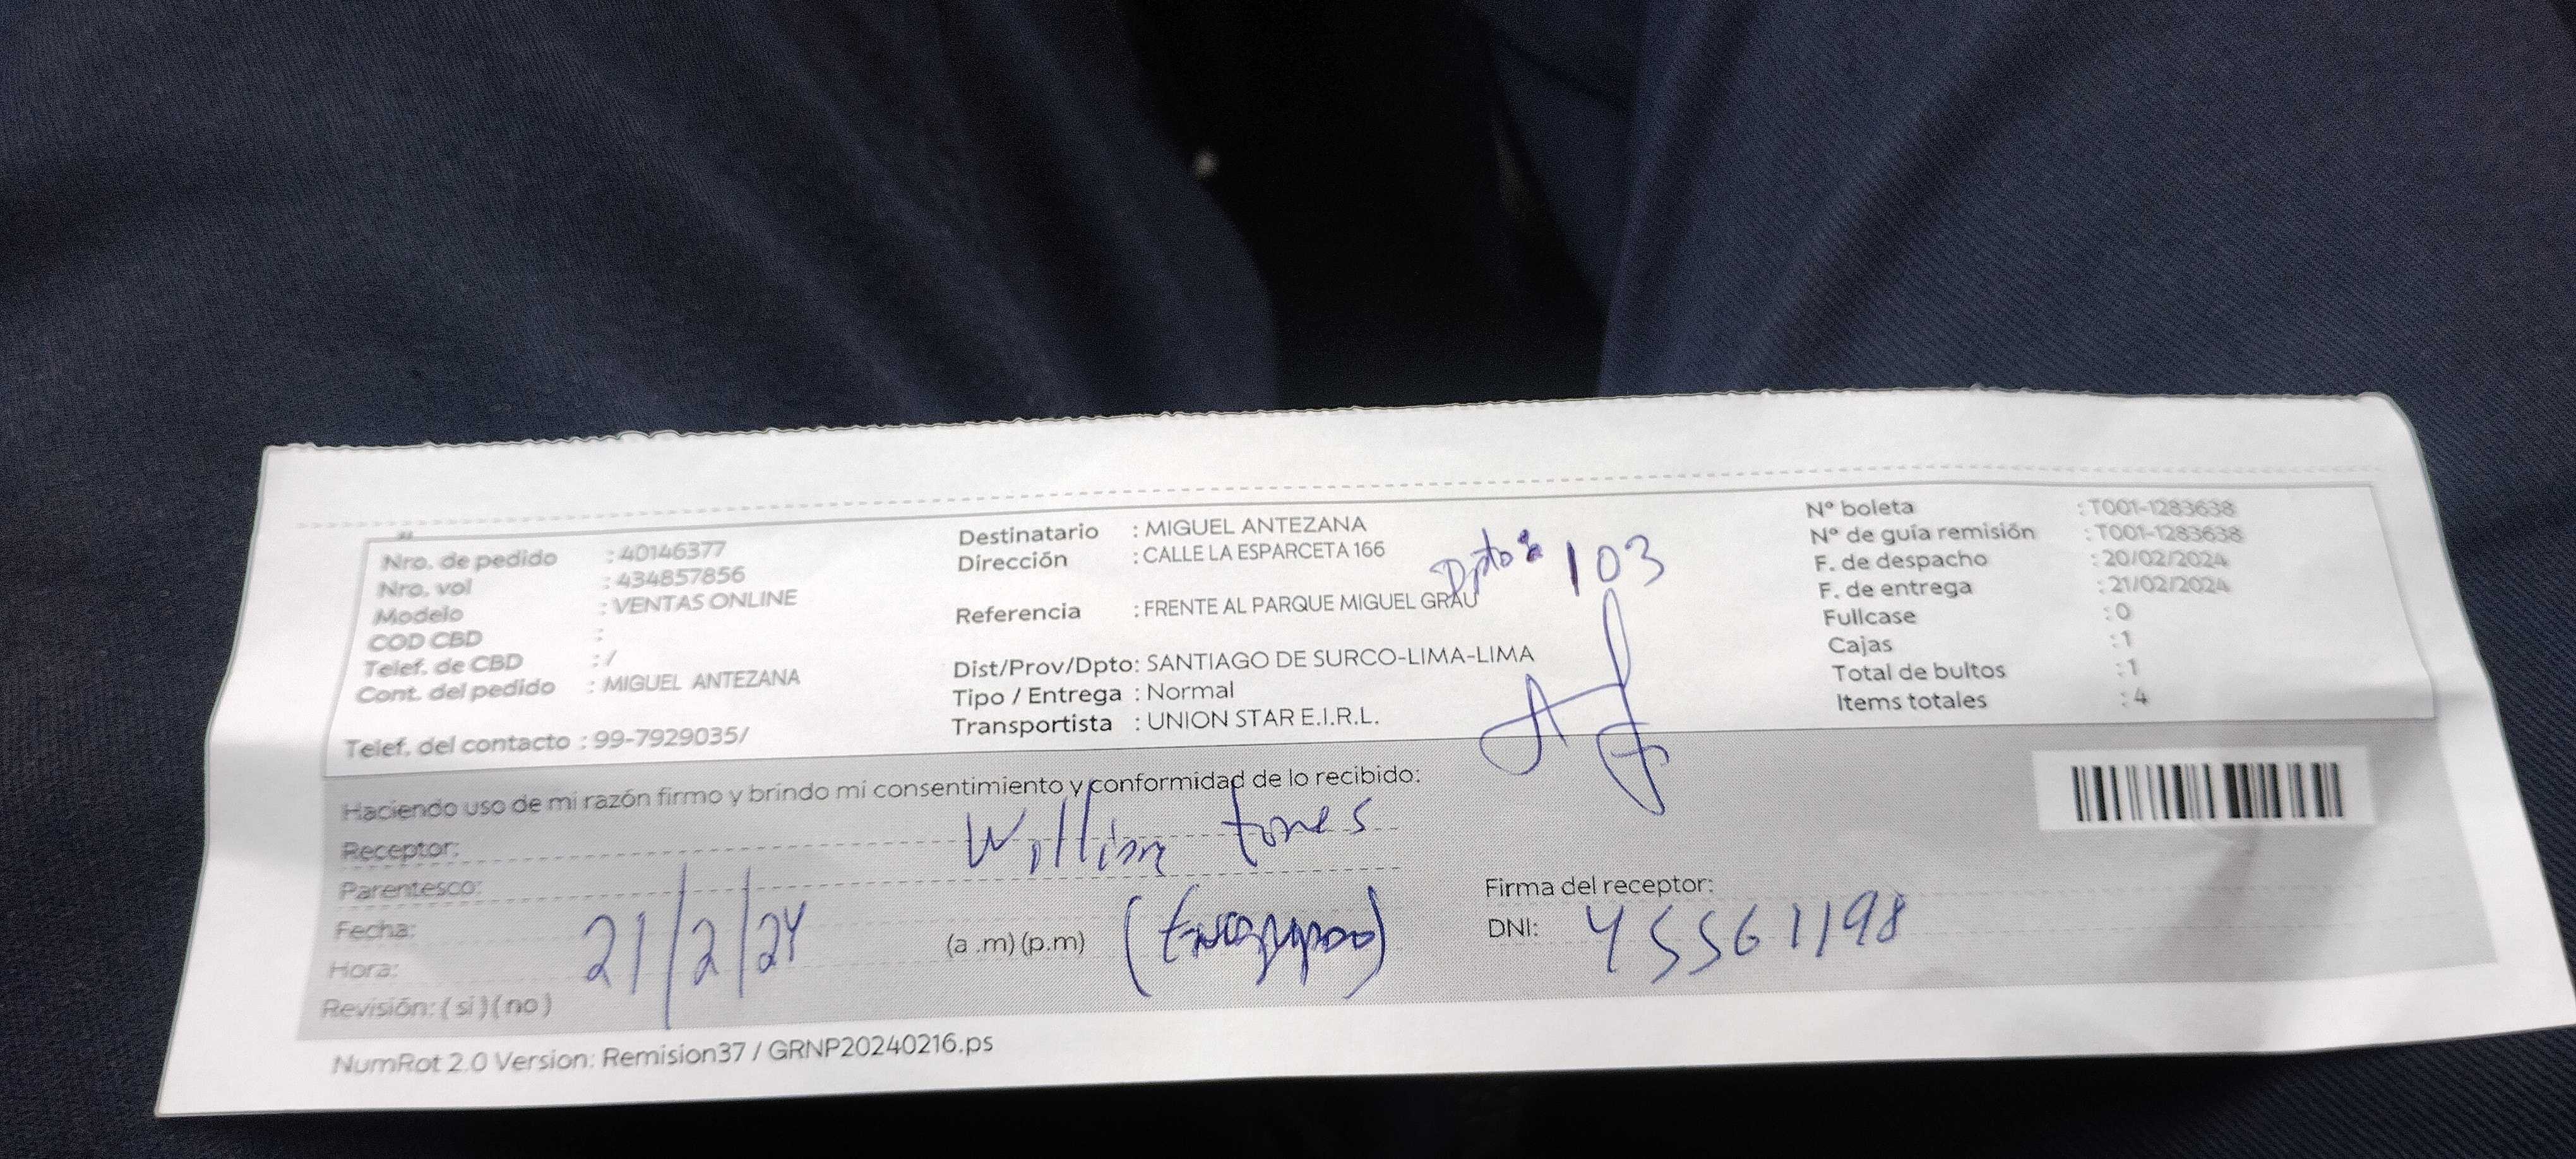 Nro. de pedido : 40146377
Nro. vol : 434857856
Modelo : VENTAS ONLINE
COD CBD :
Telef. de CBD : /
Cont. del pedido : MIGUEL ANTEZANA
Telef. del contacto : 99-7929035/
Destinatario : MIGUEL ANTEZANA
Dirección : CALLE LA ESPARCETA 166
Dpto: 103
Referencia : FRENTE AL PARQUE MIGUEL GRAU
Dist/Prov/Dpto: SANTIAGO DE SURCO-LIMA-LIMA
Tipo / Entrega : Normal
Transportista : UNION STAR E.I.R.L.
Nº boleta : T001-1283638
Nº de guía remisión : T001-1283638
F. de despacho : 20/02/2024
F. de entrega : 21/02/2024
Fullcase : 0
Cajas : 1
Total de bultos : 1
Items totales : 4
Haciendo uso de mi razón firmo y brindo mi consentimiento y conformidad de lo recibido:
Receptor: William
Parentesco:
Fecha: 21/2/24
Hora: (a .m) (p.m)
Revisión: ( si ) ( no )
Firma del receptor:
DNI: 45561198
NumRot 2.0 Version: Remision37 / GRNP20240216.ps